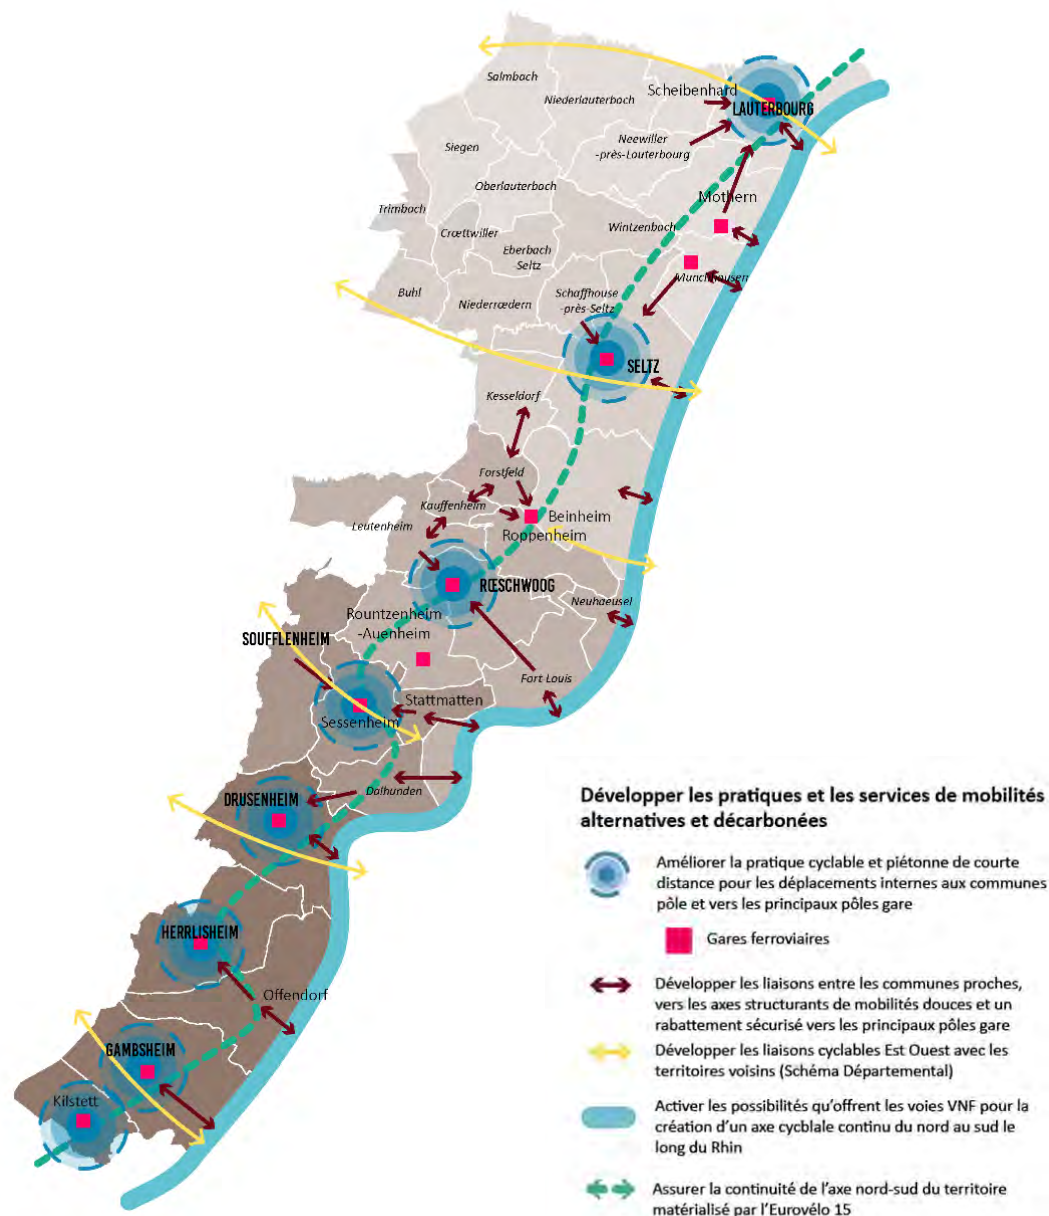 Salmbach
Scheibenhard
Niederlauterbach
LAUTERBOURG
Neewiller
-près-Lauterbourg
Siegen
Oberlauterbach
Mothern
Trimbach
Crœttwiller
Wintzenbach
Eberbach
Seltz
Munchhausen
Buhl
Niederrœdern
Schaffhouse
-près-Seltz
SELTZ
Kesseldorf
Forstfeld
Kauffenheim
Leutenheim
Beinheim
Roppenheim
RŒSCHWOOG
Neuhaeusel
Rountzenheim
-Auenheim
SOUFFLENHEIM
Fort-Louis
Stattmatten
Sessenheim
Dalhunden
DRUSENHEIM
HERRLISHEIM
Offendorf
GAMBSHEIM
Kilstett
Développer les pratiques et les services de mobilités
alternatives et décarbonées
Améliorer la pratique cyclable et piétonne de courte
distance pour les déplacements internes aux communes
pôle et vers les principaux pôles gare
Gares ferroviaires
Développer les liaisons entre les communes proches,
vers les axes structurants de mobilités douces et un
rabattement sécurisé vers les principaux pôles gare
Développer les liaisons cyclables Est Ouest avec les
territoires voisins (Schéma Départemental)
Activer les possibilités qu'offrent les voies VNF pour la
création d'un axe cycblale continu du nord au sud le
long du Rhin
Assurer la continuité de l'axe nord-sud du territoire
matérialisé par l'Eurovélo 15